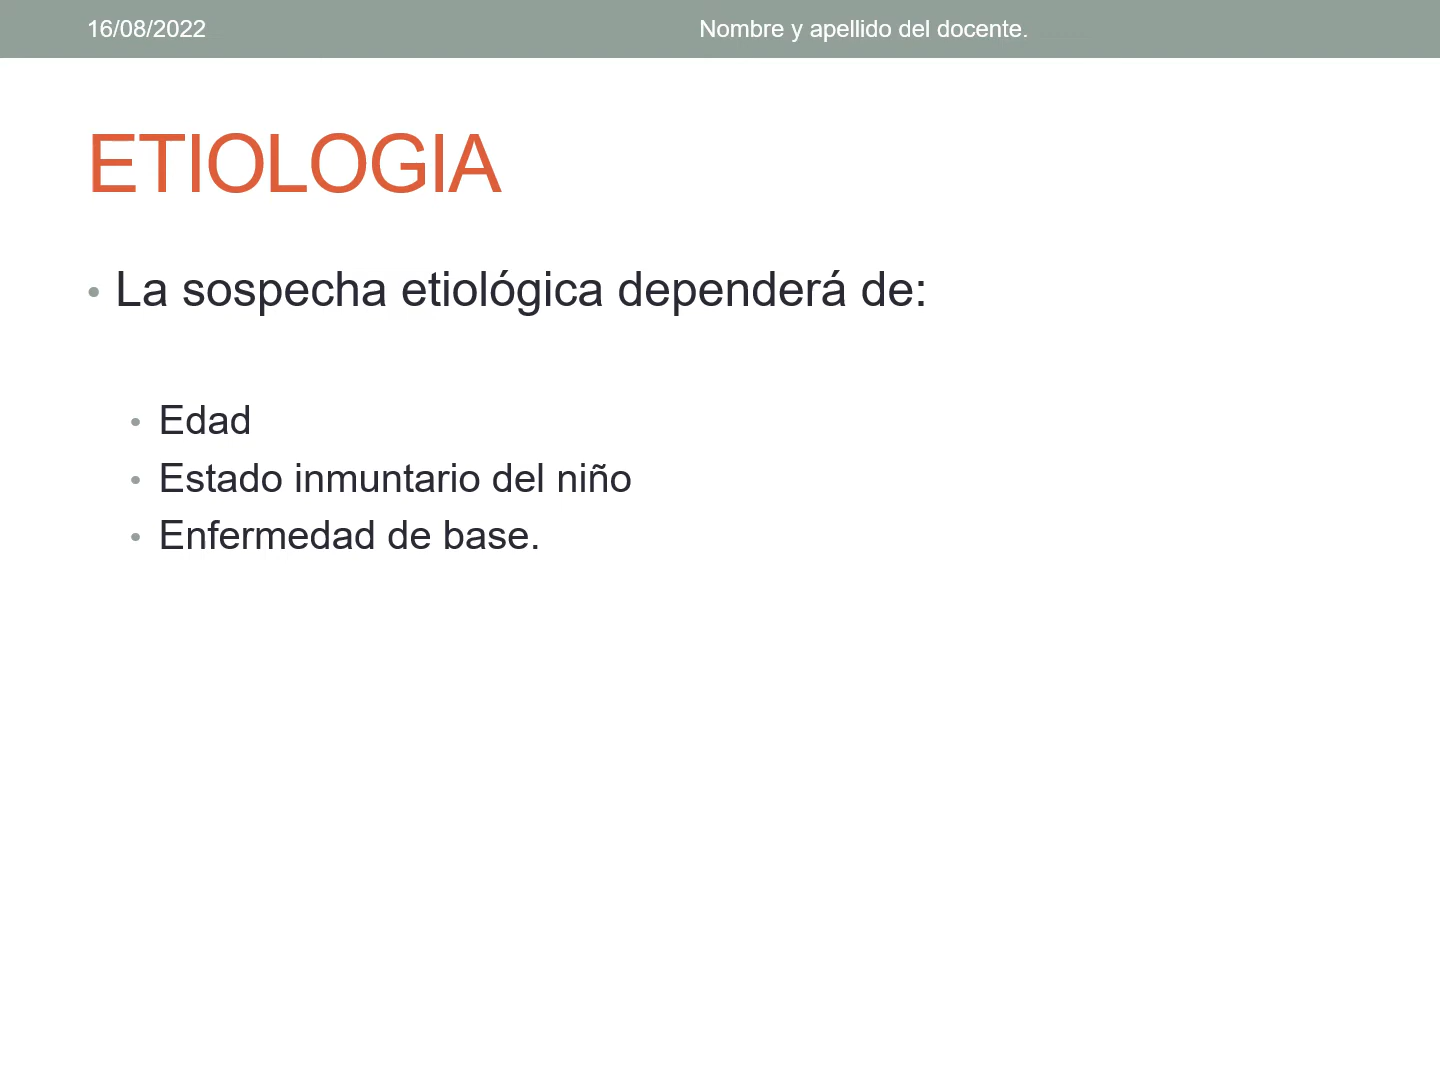 16/08/2022
Nombre y apellido del docente.
ETIOLOGIA
• La sospecha etiológica dependerá de:
• Edad
• Estado inmuntario del niño
• Enfermedad de base.